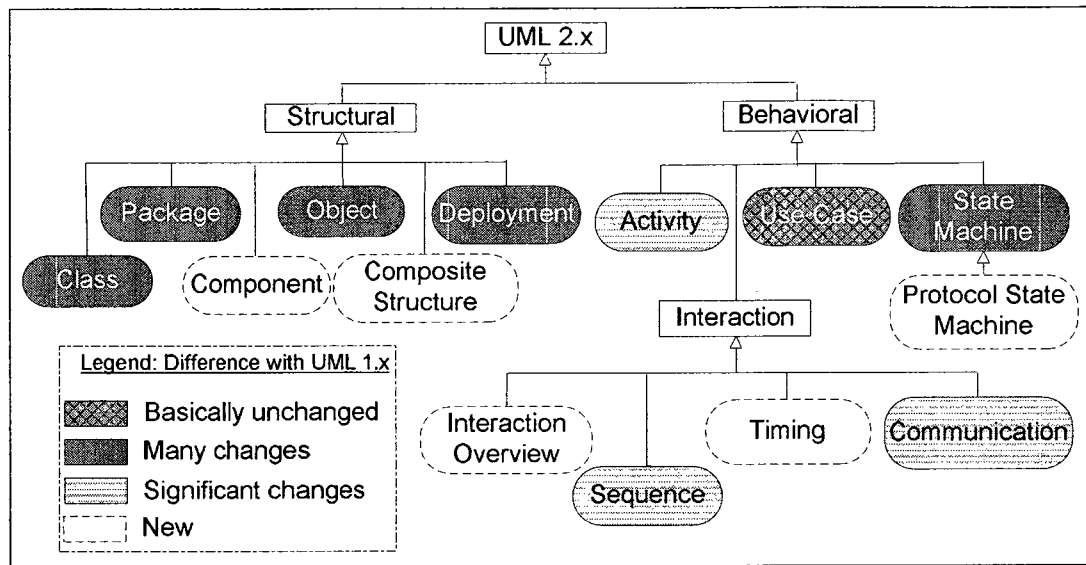 UML 2.x
Structural
Behavioral
Package
Object
Deployment
Activity
Use-Case
State
Machine
Class
Component
Composite
Structure
Protocol State
Machine
Interaction
Legend: Difference with UML 1.x
Basically unchanged
Many changes
Significant changes
New
Interaction
Overview
Sequence
Timing
Communication